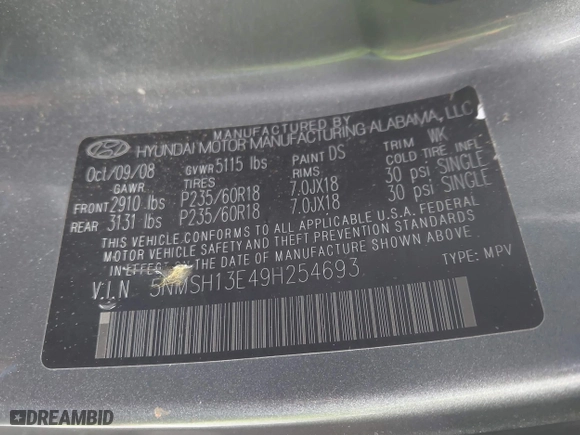 MANUFACTURED BY
HYUNDAI MOTOR MANUFACTURING ALABAMA, LLC
Oct/09/08 GVWR 5115 lbs PAINT DS TRIM WK
GAWR TIRES RIMS COLD TIRE INFL
FRONT 2910 lbs P235/60R18 7.0JX18 30 psi SINGLE
REAR 3131 lbs P235/60R18 7.0JX18 30 psi SINGLE
THIS VEHICLE CONFORMS TO ALL APPLICABLE U.S.A. FEDERAL
MOTOR VEHICLE SAFETY AND THEFT PREVENTION STANDARDS
IN EFFECT ON THE DATE OF MANUFACTURE SHOWN ABOVE.
V.I.N 5NMSH13E49H254693 TYPE: MPV
DREAMBID